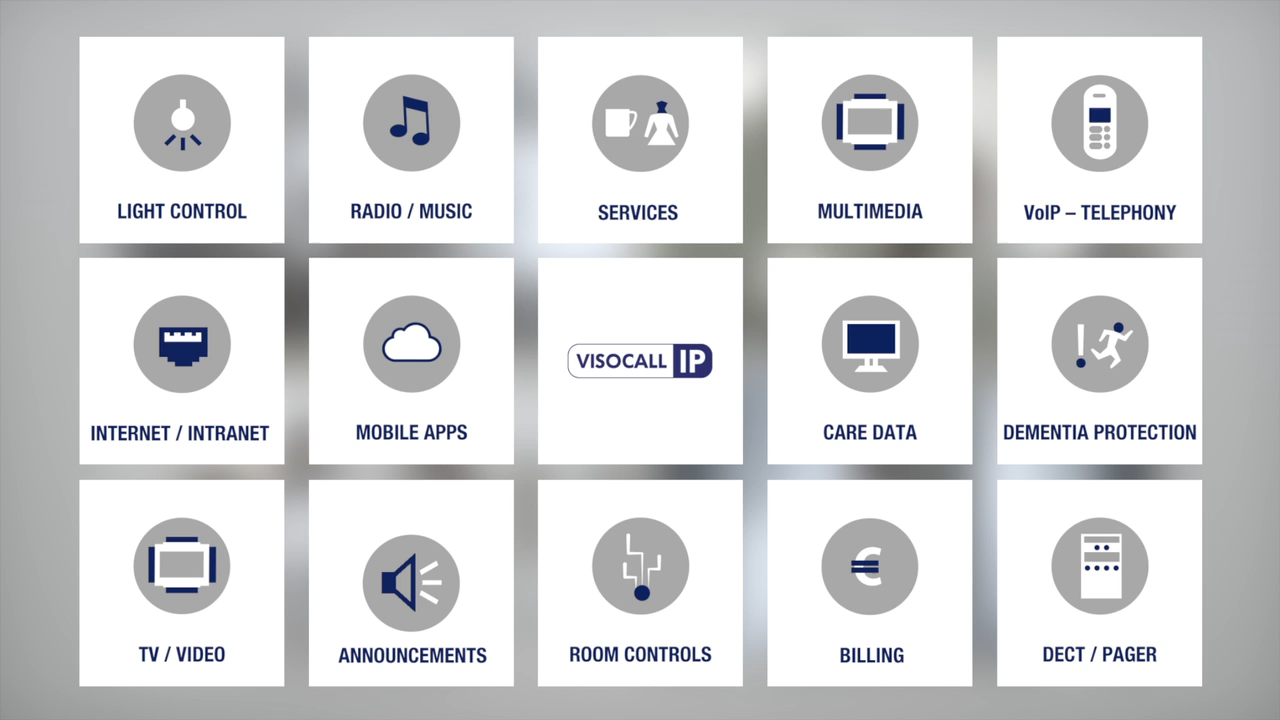 LIGHT CONTROL
RADIO / MUSIC
SERVICES
MULTIMEDIA
VoIP – TELEPHONY
INTERNET / INTRANET
MOBILE APPS
VISOCALL IP
CARE DATA
DEMENTIA PROTECTION
TV / VIDEO
ANNOUNCEMENTS
ROOM CONTROLS
€
BILLING
DECT / PAGER